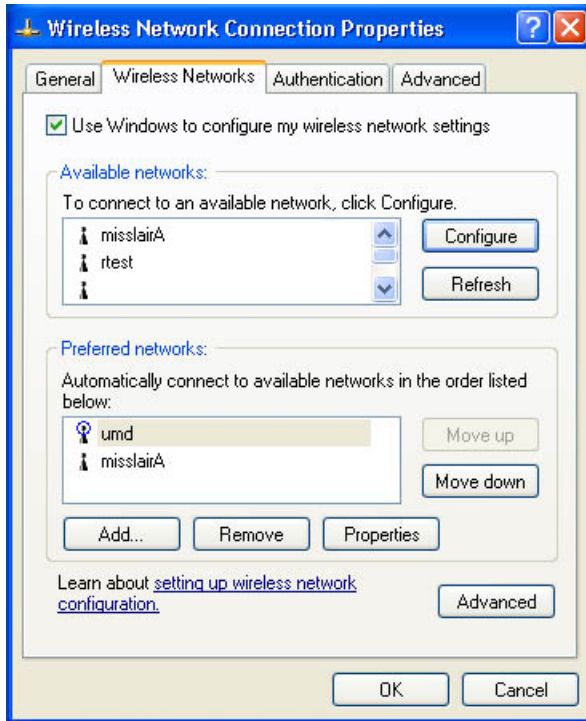 Wireless Network Connection Properties
General Wireless Networks Authentication Advanced
Use Windows to configure my wireless network settings
Available networks:
To connect to an available network, click Configure.
misslairA
rtest
Configure
Refresh
Preferred networks:
Automatically connect to available networks in the order listed
below:
umd
misslairA
Move up
Move down
Add... Remove Properties
Learn about setting up wireless network
configuration.
Advanced
OK Cancel